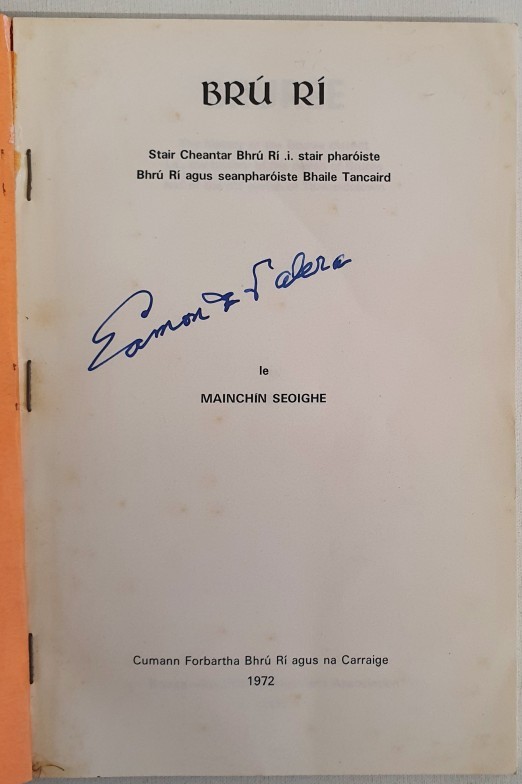 BRÚ RÍ
Stair Cheantar Bhrú Rí .i. stair pharóiste
Bhrú Rí agus seanpharóiste Bhaile Tancaird
Eamon de Valera
le
MAINCHÍN SEOIGHE
Cumann Forbartha Bhrú Rí agus na Carraige
1972